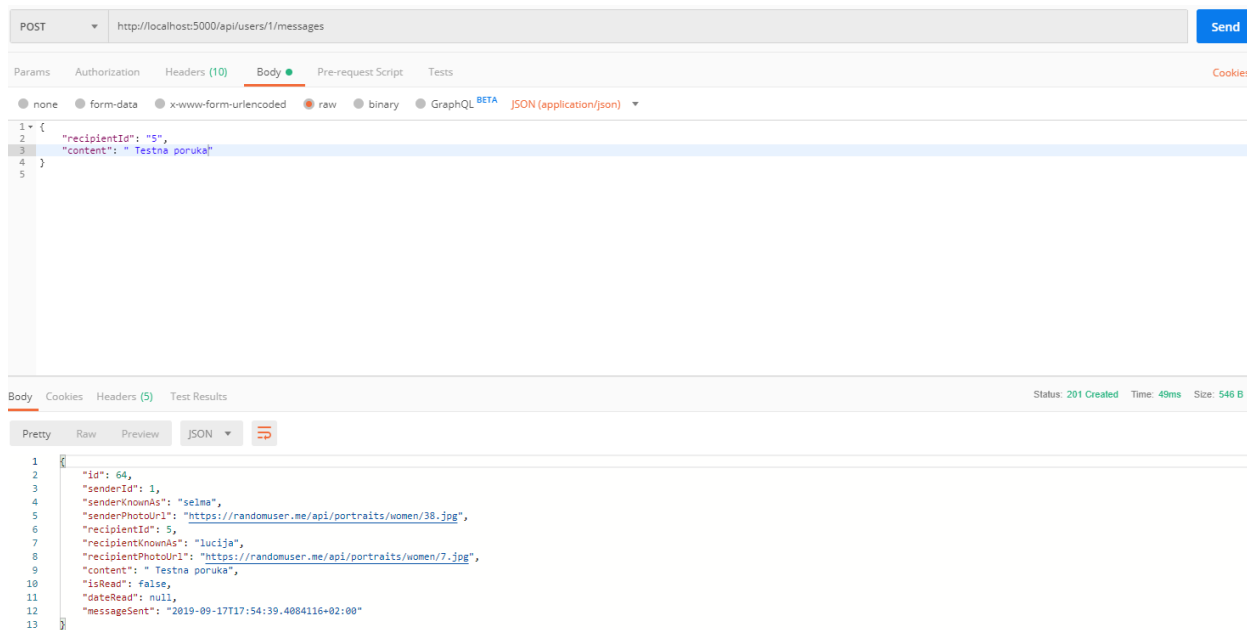 POST http://localhost:5000/api/users/1/messages Send
Params Authorization Headers (10) Body Pre-request Script Tests Cookies
none form-data x-www-form-urlencoded raw binary GraphQL BETA JSON (application/json)
1 {
2 "recipientId": "5",
3 "content": " Testna poruka"
4 }
5
Body Cookies Headers (5) Test Results Status: 201 Created Time: 49ms Size: 546 B
Pretty Raw Preview JSON
1 {
2 "id": 64,
3 "senderId": 1,
4 "senderKnownAs": "selma",
5 "senderPhotoUrl": "https://randomuser.me/api/portraits/women/38.jpg",
6 "recipientId": 5,
7 "recipientKnownAs": "lucija",
8 "recipientPhotoUrl": "https://randomuser.me/api/portraits/women/7.jpg",
9 "content": " Testna poruka",
10 "isRead": false,
11 "dateRead": null,
12 "messageSent": "2019-09-17T17:54:39.4084116+02:00"
13 }